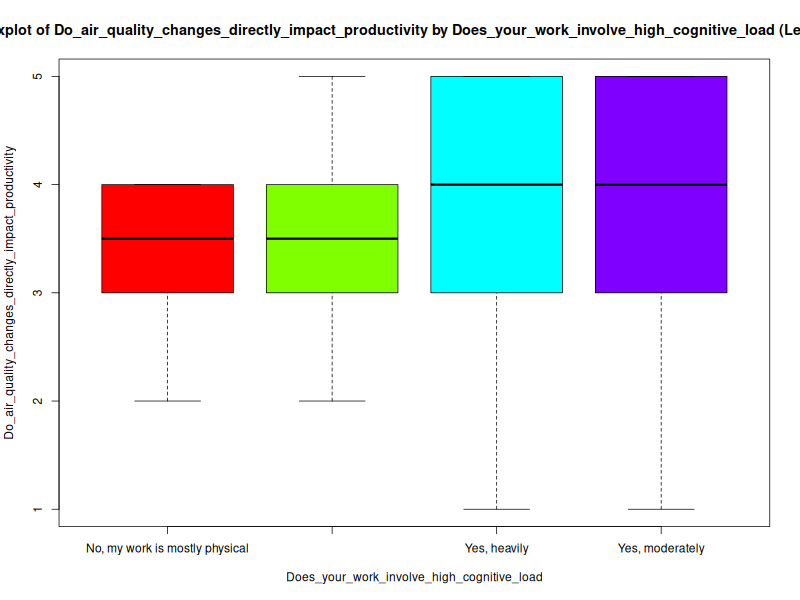 xplot of Do_air_quality_changes_directly_impact_productivity by Does_your_work_involve_high_cognitive_load (Le
Do_air_quality_changes_directly_impact_productivity
5
4
3
2
1
No, my work is mostly physical
Yes, heavily
Yes, moderately
Does_your_work_involve_high_cognitive_load